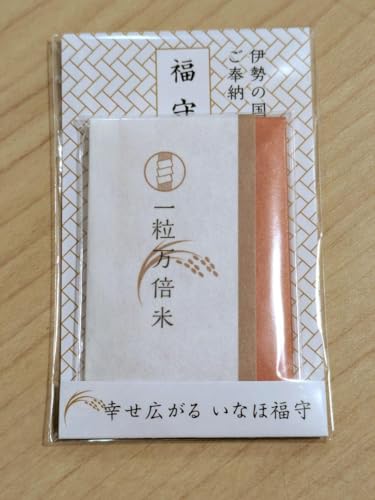 伊勢の国
ご奉納
福守
一粒万倍米
幸せ広がる いなほ福守